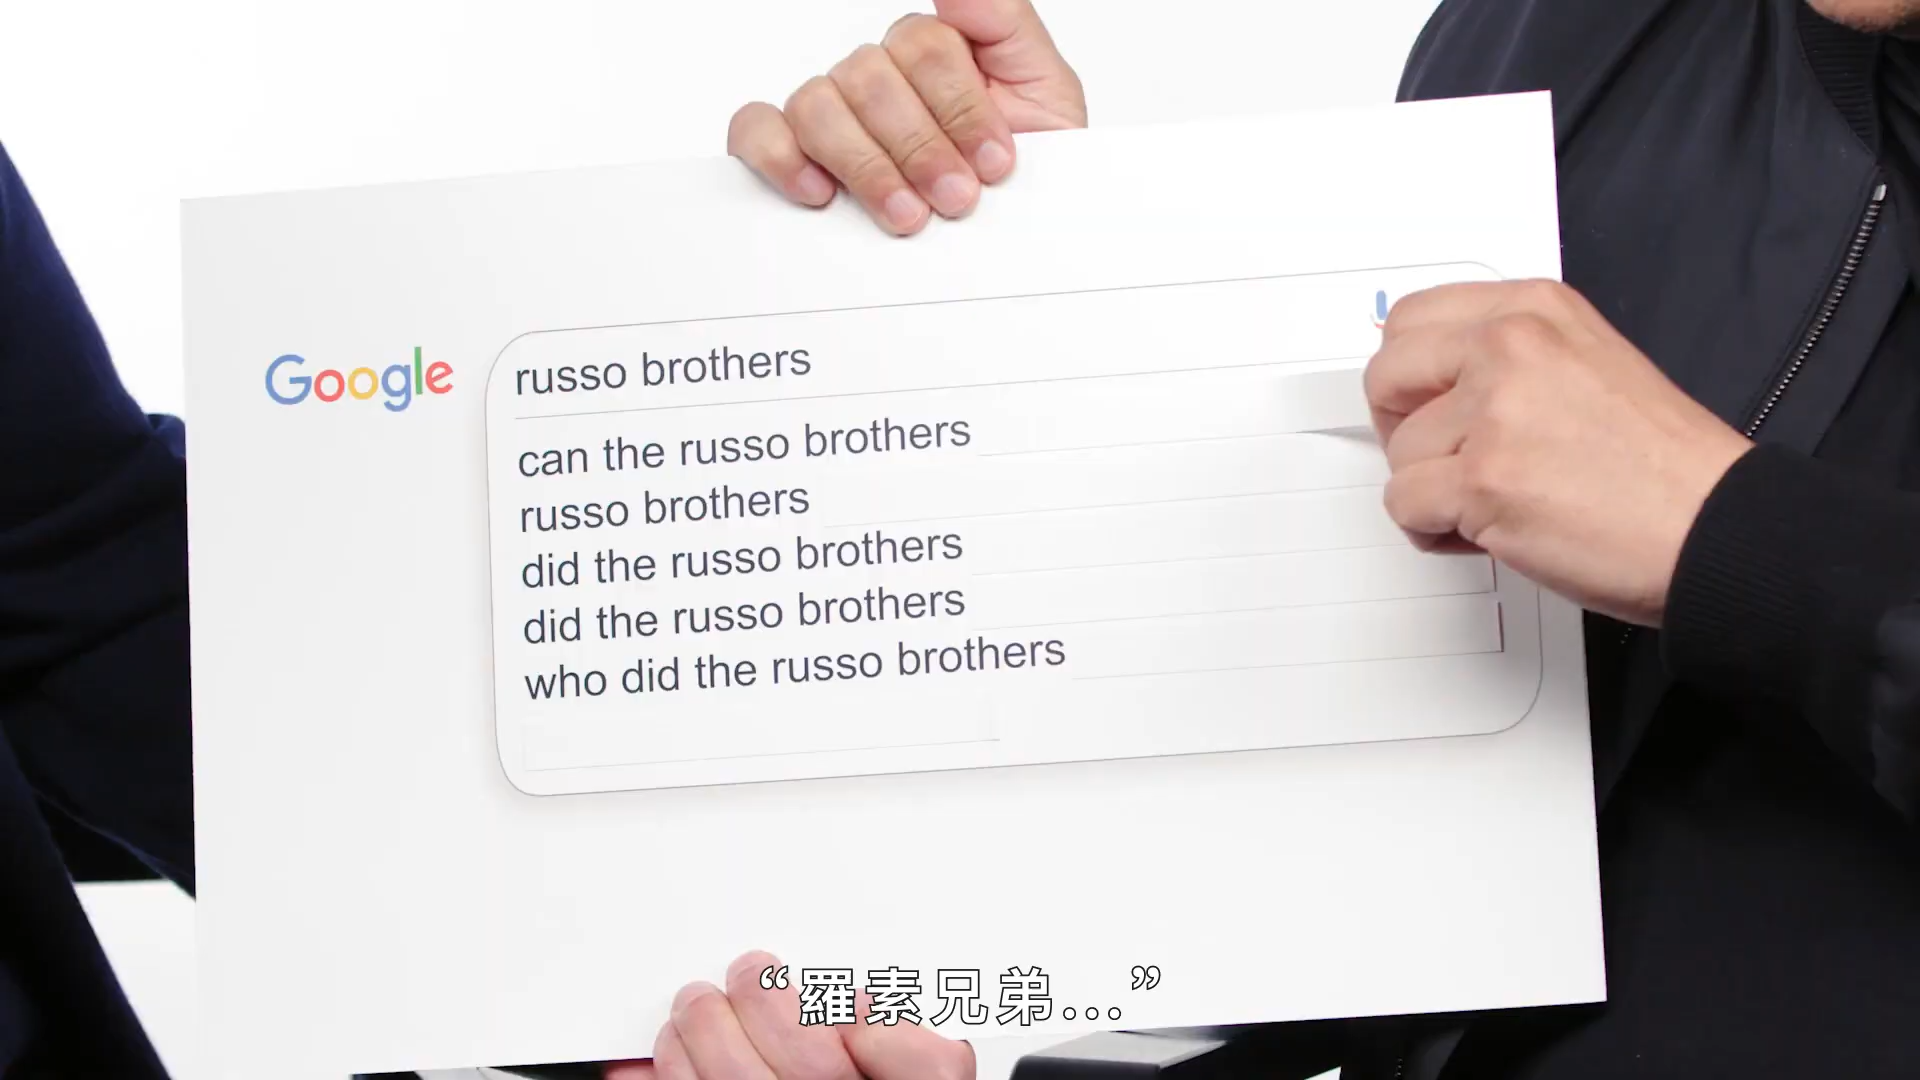 Google
russo brothers
can the russo brothers
russo brothers
did the russo brothers
did the russo brothers
who did the russo brothers
“羅素兄弟...”